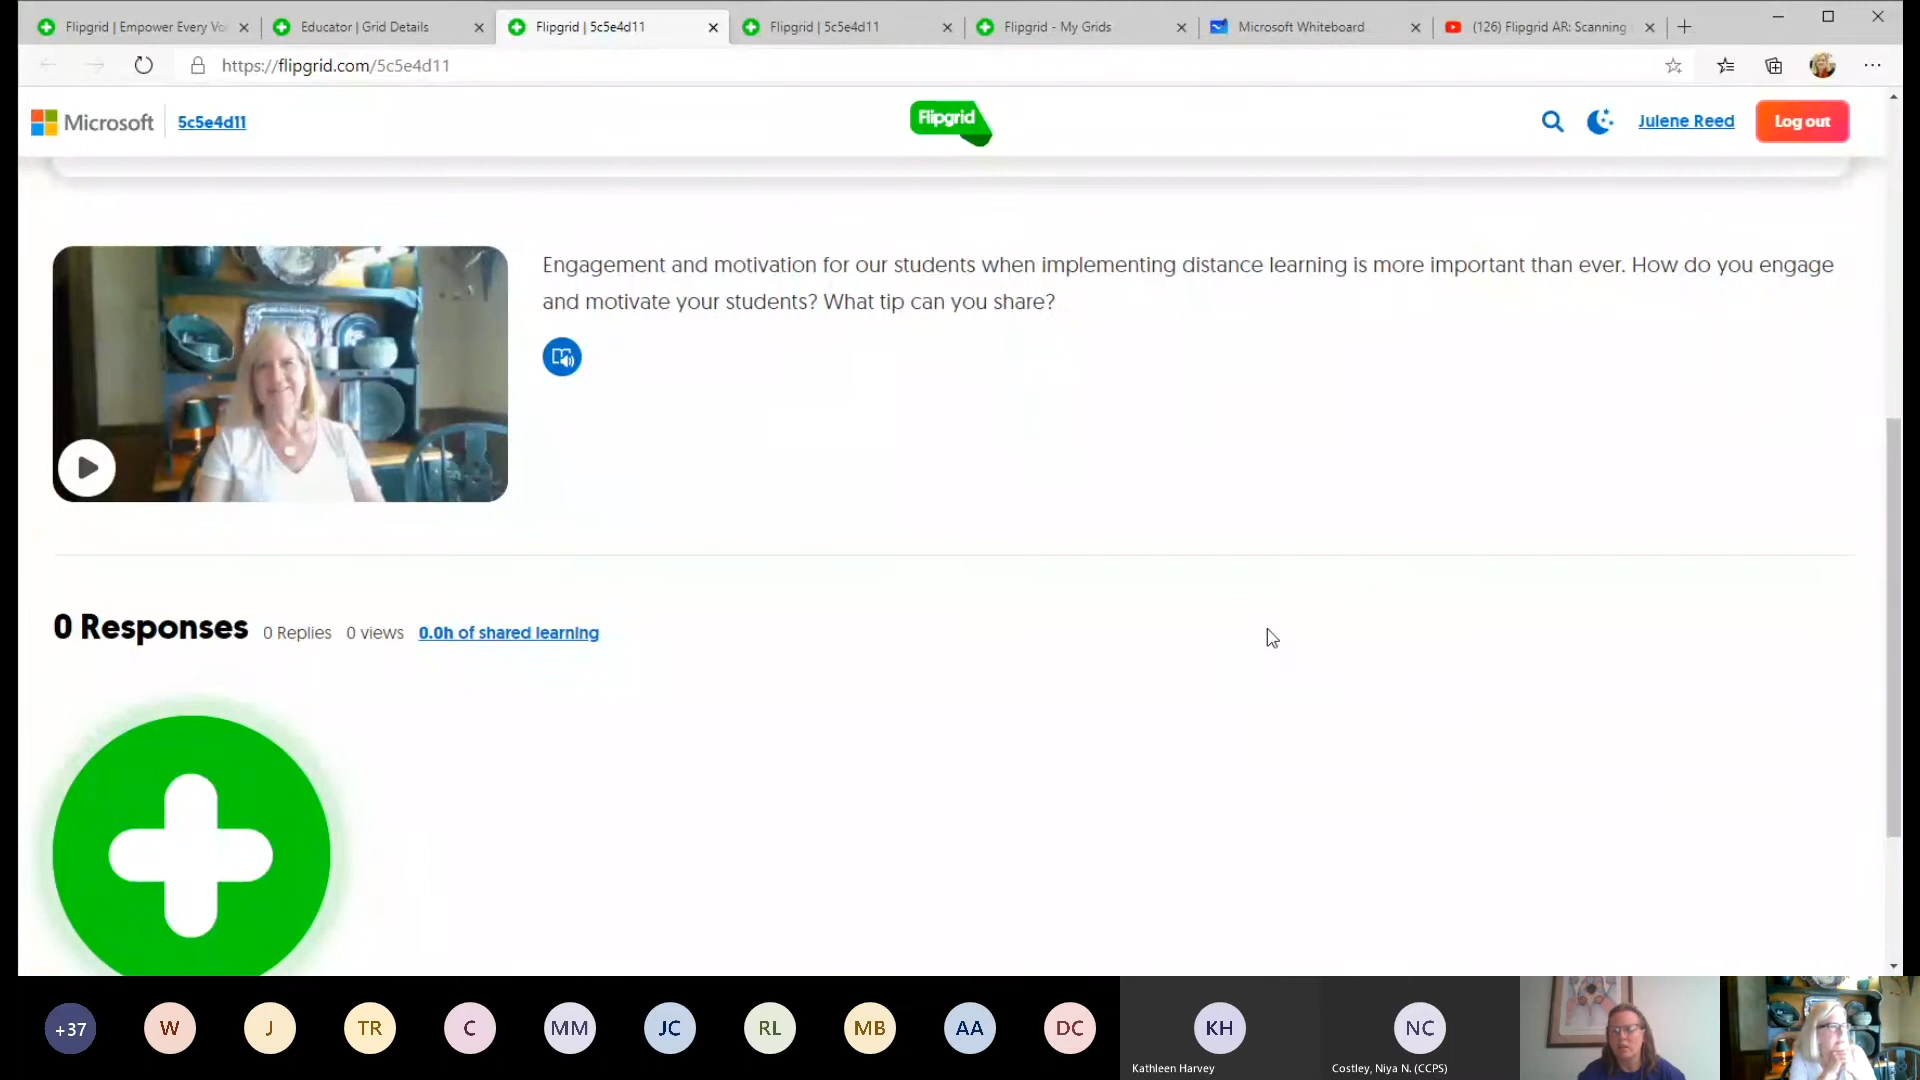 Flipgrid | Empower Every Vo
Educator | Grid Details
Flipgrid | 5c5e4d11
Flipgrid | 5c5e4d11
Flipgrid - My Grids
Microsoft Whiteboard
(126) Flipgrid AR: Scanning
https://flipgrid.com/5c5e4d11
Microsoft
5c5e4d11
Flipgrid
Julene Reed
Log out
Engagement and motivation for our students when implementing distance learning is more important than ever. How do you engage
and motivate your students? What tip can you share?
0 Responses 0 Replies 0 views 0.0h of shared learning
+37 W J TR C MM JC RL MB AA DC KH NC
Kathleen Harvey
Costley, Niya N. (CCPS)